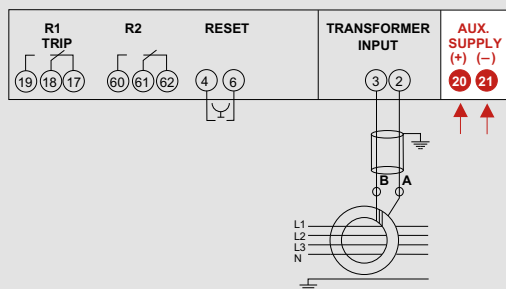 R1 R2 RESET TRANSFORMER AUX.
TRIP INPUT SUPPLY
(+) (–)
19 18 17 60 61 62 4 6 3 2 20 21
B A
L1
L2
L3
N